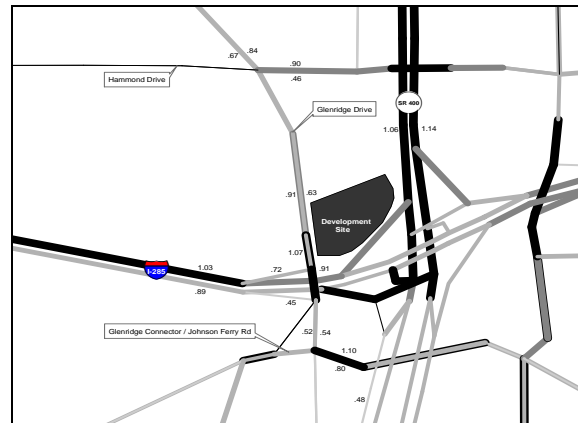 .67
.84
.90
.46
Hammond Drive
SR 400
Glenridge Drive
1.06
1.14
.91
.63
Development
Site
1.07
.91
I-285
1.03
.72
.89
.45
Glenridge Connector / Johnson Ferry Rd
.52
.54
1.10
.80
.48